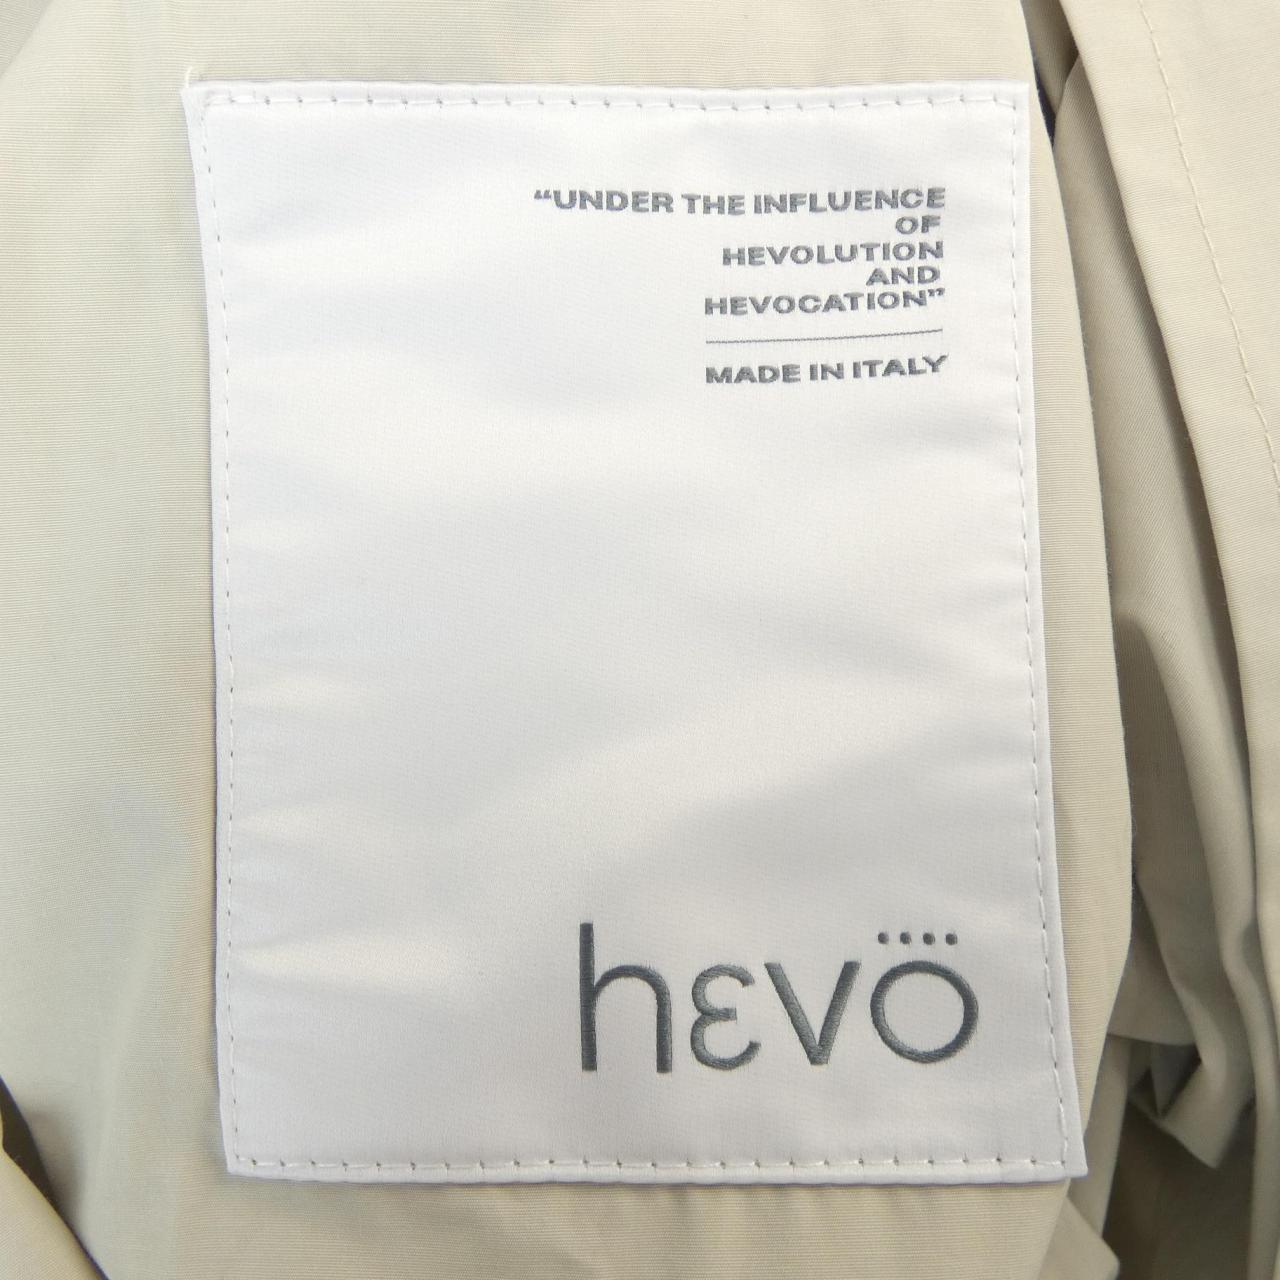 “UNDER THE INFLUENCE
OF
HEVOLUTION
AND
HEVOCATION”
MADE IN ITALY
hεvö